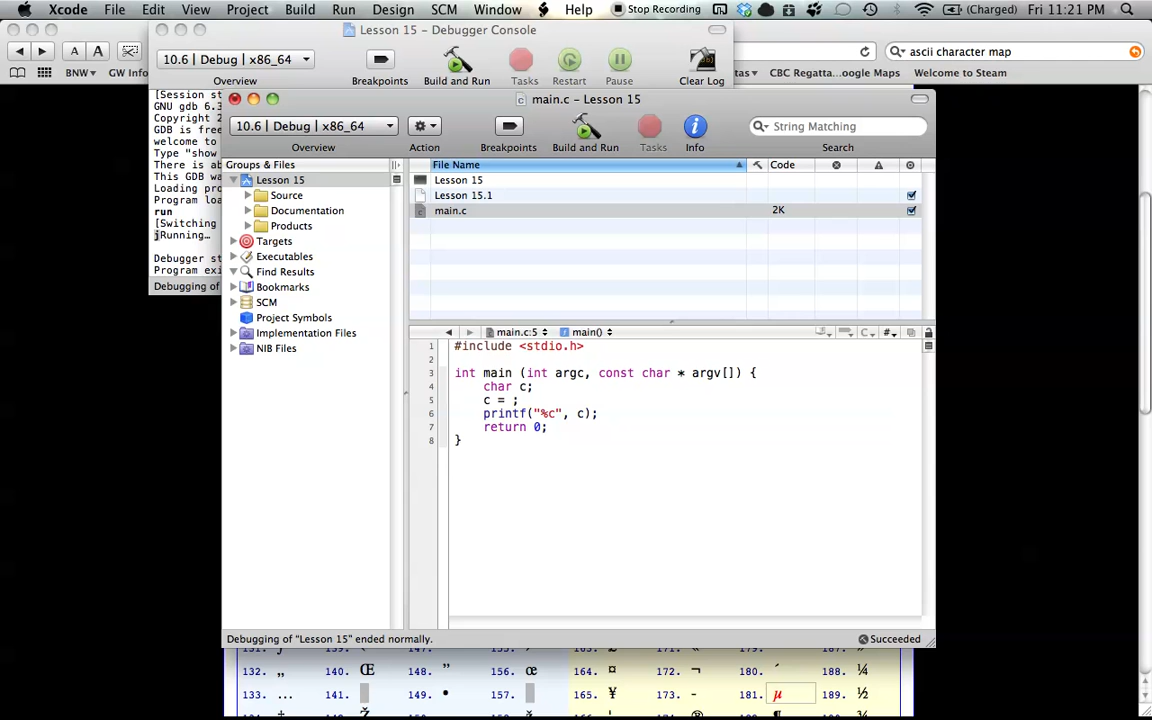 Xcode File Edit View Project Build Run Design SCM Window Help Stop Recording (Charged) Fri 11:21 PM
Lesson 15 – Debugger Console
A A ascii character map
10.6 | Debug | x86_64
BNW GW Info tas CBC Regatta...oogle Maps Welcome to Steam
Overview Breakpoints Build and Run Tasks Restart Pause Clear Log
[Session st
GNU gdb 6.3
Copyright 2
GDB is free
welcome to
Type "show
There is ab
This GDB wa
Loading pro
Program loa
run
[Switching
jRunning…
Debugger st
Program exi
Debugging of
main.c – Lesson 15
10.6 | Debug | x86_64 String Matching
Overview Action Breakpoints Build and Run Tasks Info Search
Groups & Files
Lesson 15
Source
Documentation
Products
Targets
Executables
Find Results
Bookmarks
SCM
Project Symbols
Implementation Files
NIB Files
File Name Code
Lesson 15
Lesson 15.1
main.c 2K
main.c:5 main() C #
1 #include <stdio.h>
2
3 int main (int argc, const char * argv[]) {
4 char c;
5 c = ;
6 printf("%c", c);
7 return 0;
8 }
Debugging of "Lesson 15" ended normally. Succeeded
132. „ 140. Œ 148. ” 156. œ 164. ¤ 172. ¬ 180. ´ 188. ¼
133. … 141. 149. • 157. 165. ¥ 173. - 181. µ 189. ½